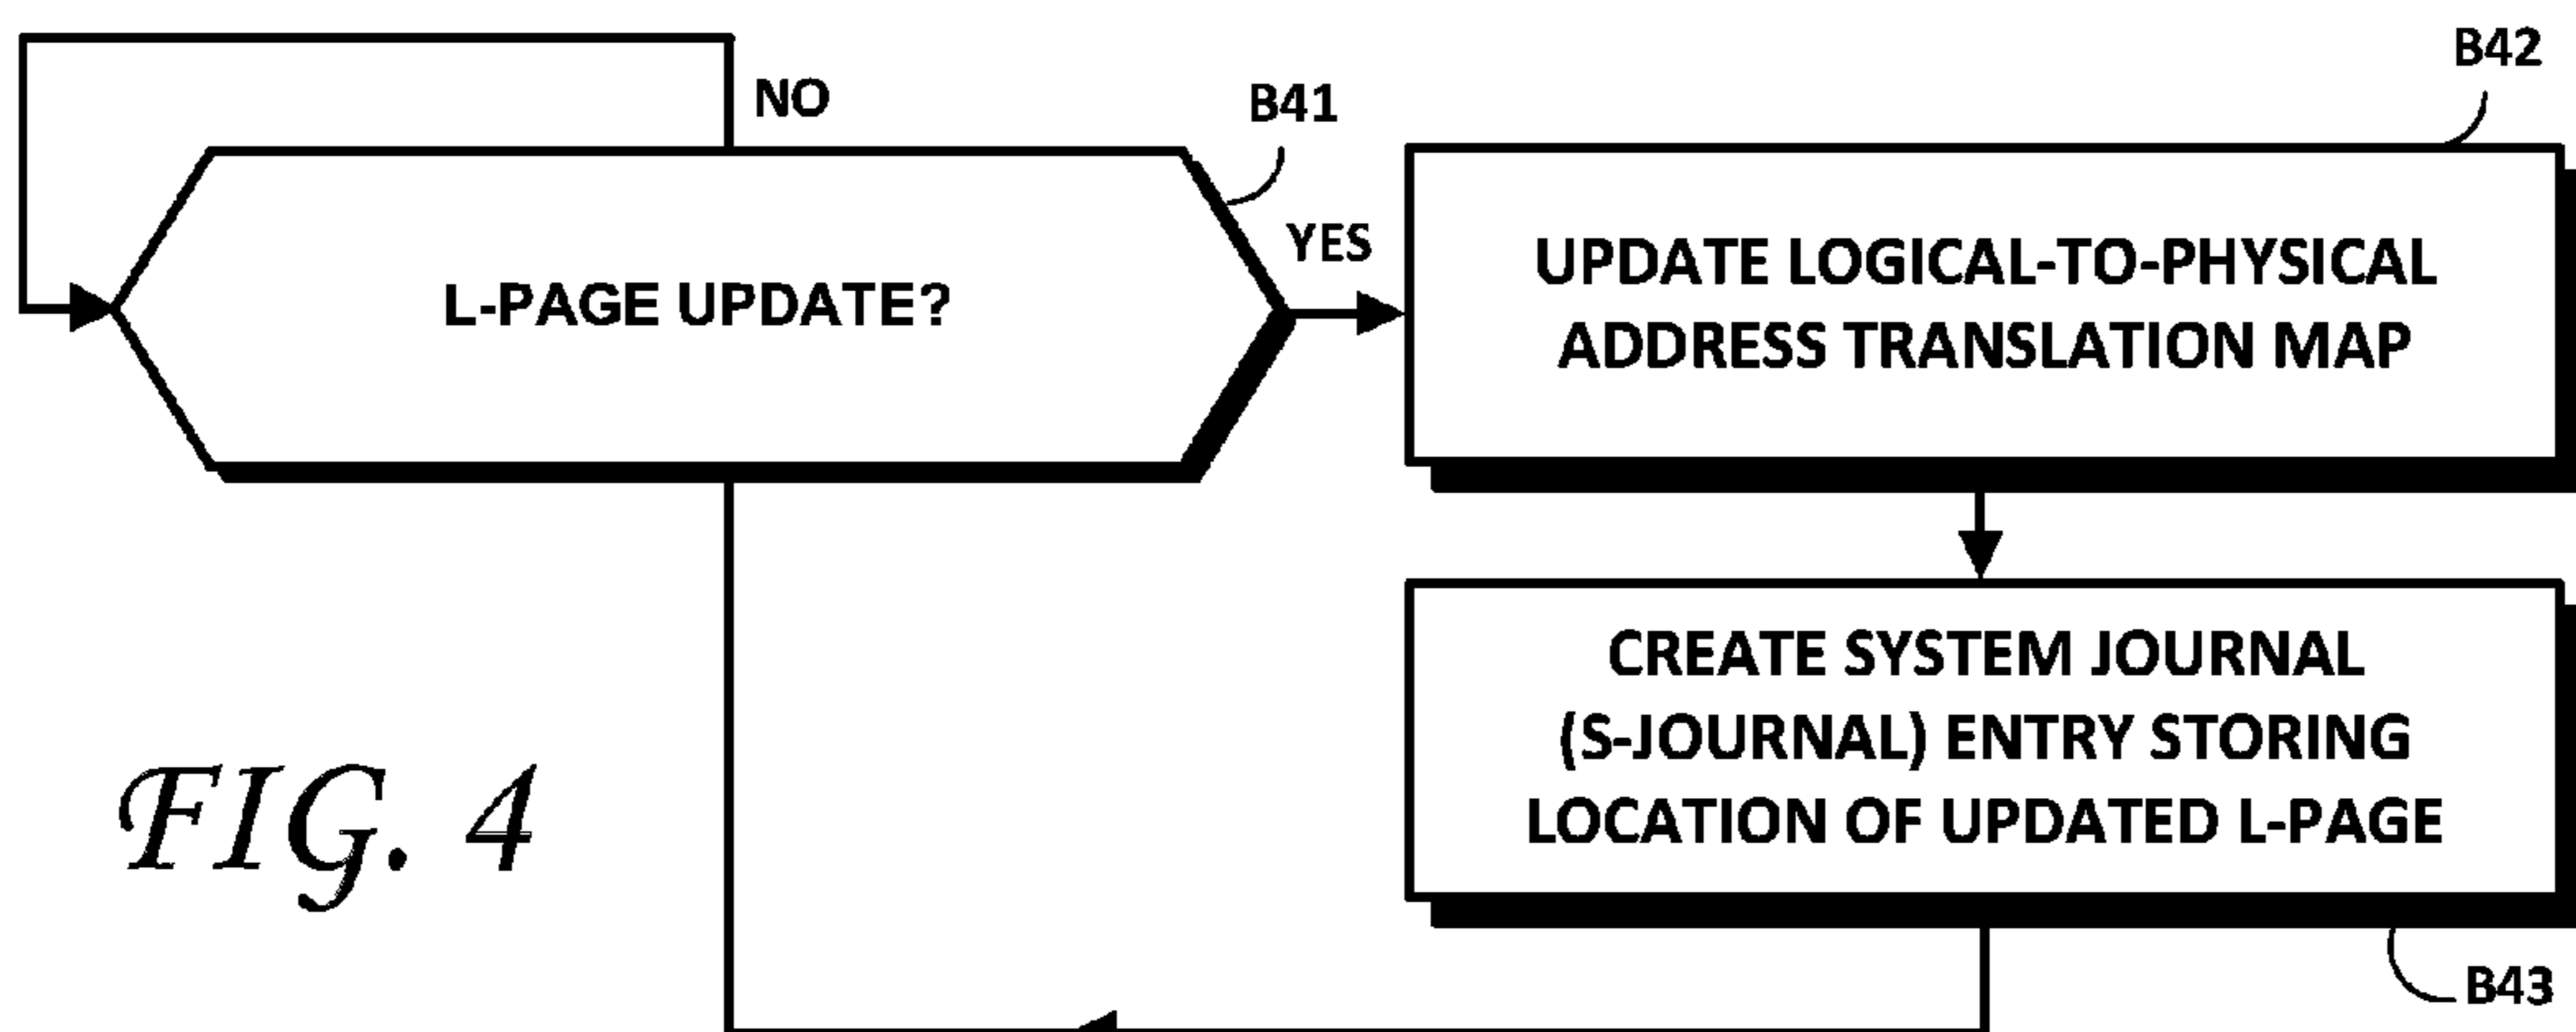 B42
NO
B41
YES
L-PAGE UPDATE?
UPDATE LOGICAL-TO-PHYSICAL
ADDRESS TRANSLATION MAP
CREATE SYSTEM JOURNAL
(S-JOURNAL) ENTRY STORING
LOCATION OF UPDATED L-PAGE
FIG. 4
B43